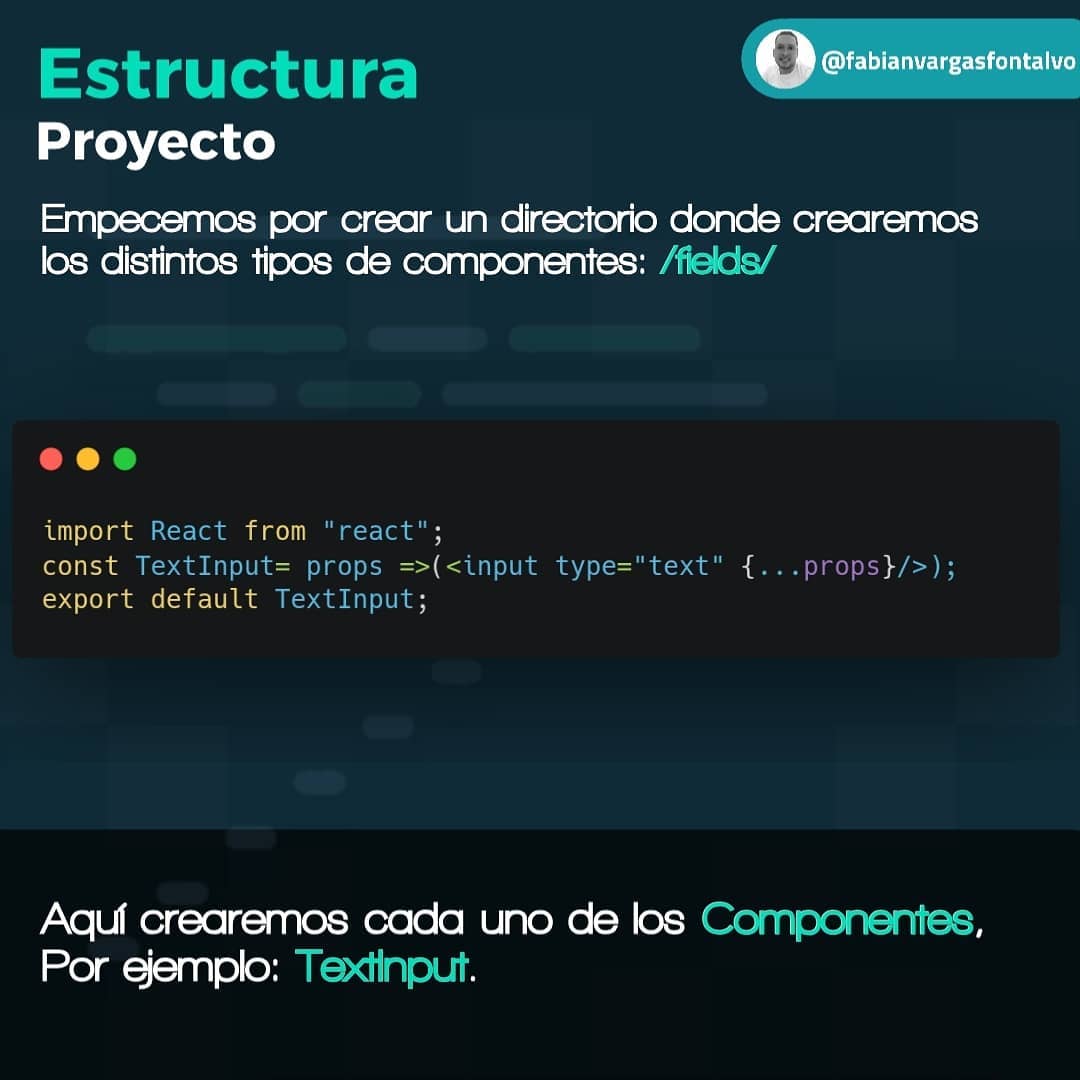 Estructura
Proyecto
@fabianvargasfontalvo
Empecemos por crear un directorio donde crearemos
los distintos tipos de componentes: /fields/
import React from "react";
const TextInput= props =>(<input type="text" {...props}/>);
export default TextInput;
Aquí crearemos cada uno de los Componentes,
Por ejemplo: TextInput.